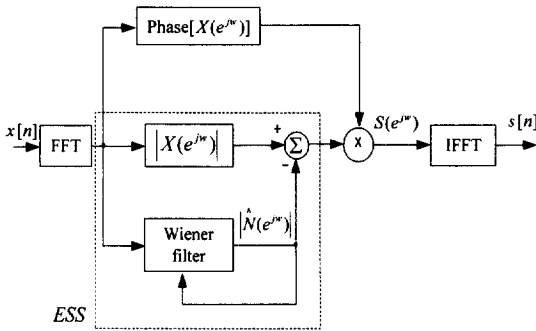 Phase[X(e^{jw})]
x[n]
FFT
|X(e^{jw})|
+
Σ
−
x
S(e^{jw})
IFFT
s[n]
Wiener
filter
|N̂(e^{jw})|
ESS